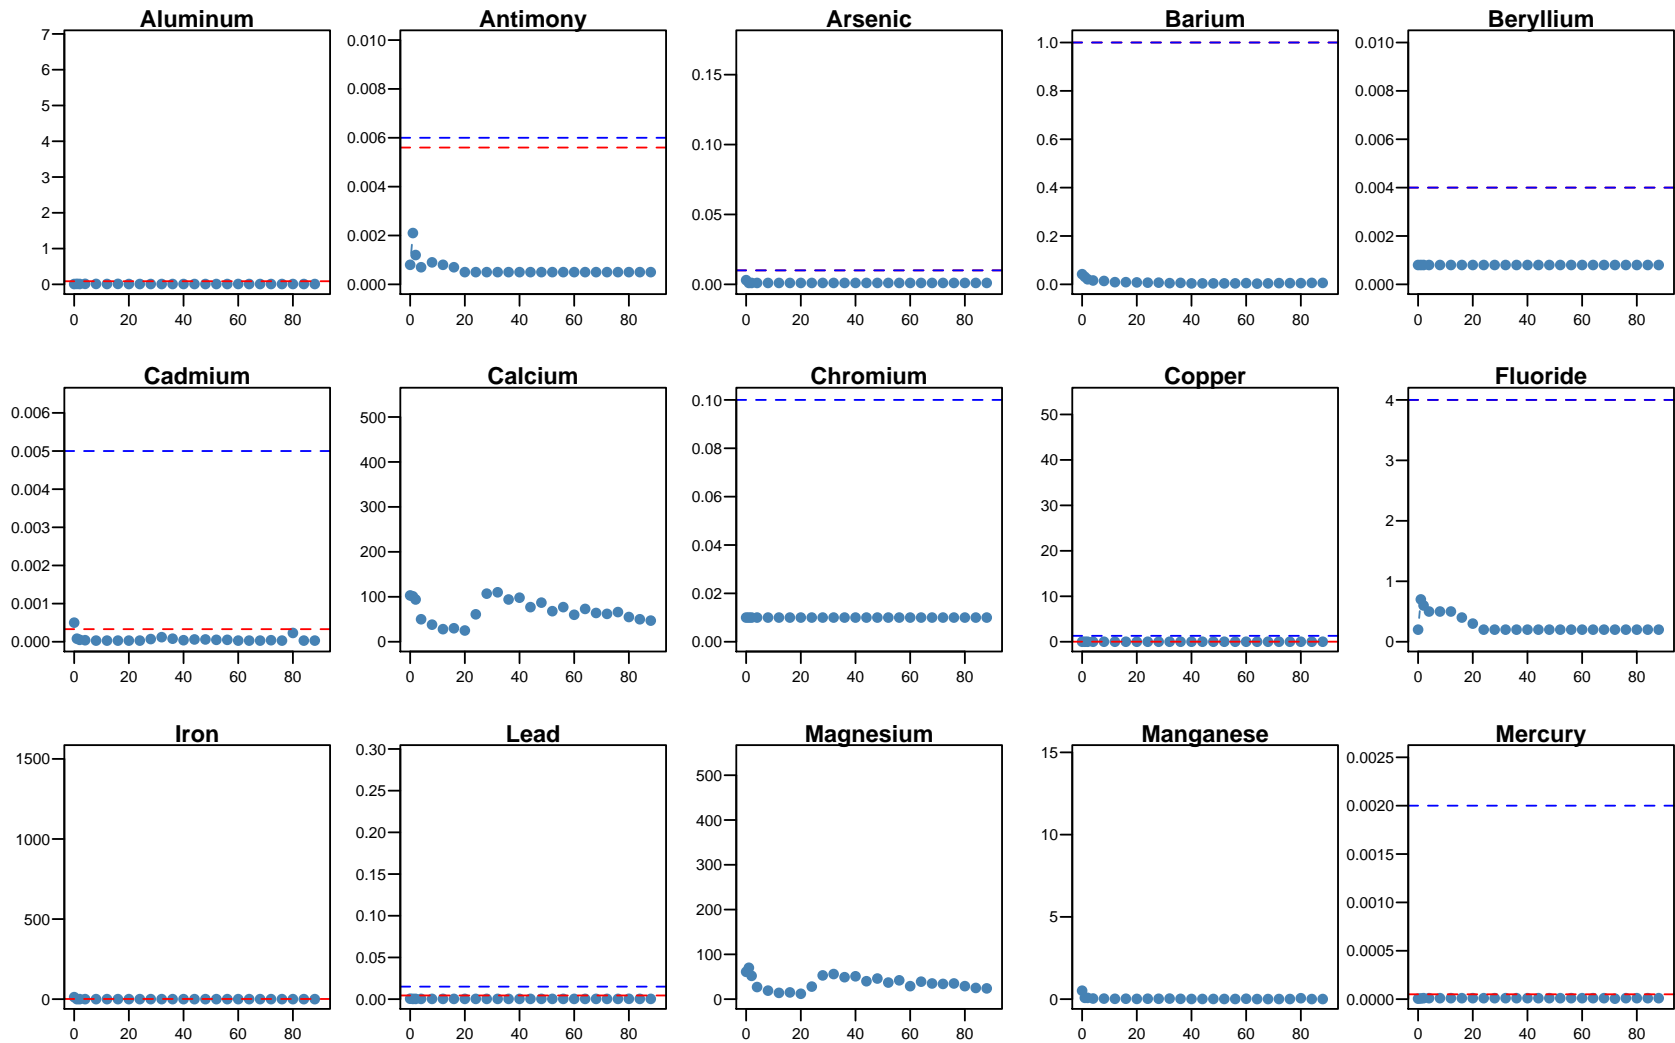 Aluminum Antimony Arsenic Barium Beryllium
7 6 5 4 3 2 1 0
0.010 0.008 0.006 0.004 0.002 0.000
0.15 0.10 0.05 0.00
1.0 0.8 0.6 0.4 0.2 0.0
0.010 0.008 0.006 0.004 0.002 0.000
0 20 40 60 80 0 20 40 60 80 0 20 40 60 80 0 20 40 60 80 0 20 40 60 80
Cadmium Calcium Chromium Copper Fluoride
0.006 0.005 0.004 0.003 0.002 0.001 0.000
500 400 300 200 100 0
0.10 0.08 0.06 0.04 0.02 0.00
50 40 30 20 10 0
4 3 2 1 0
0 20 40 60 80 0 20 40 60 80 0 20 40 60 80 0 20 40 60 80 0 20 40 60 80
Iron Lead Magnesium Manganese Mercury
1500 1000 500 0
0.30 0.25 0.20 0.15 0.10 0.05 0.00
500 400 300 200 100 0
15 10 5 0
0.0025 0.0020 0.0015 0.0010 0.0005 0.0000
0 20 40 60 80 0 20 40 60 80 0 20 40 60 80 0 20 40 60 80 0 20 40 60 80